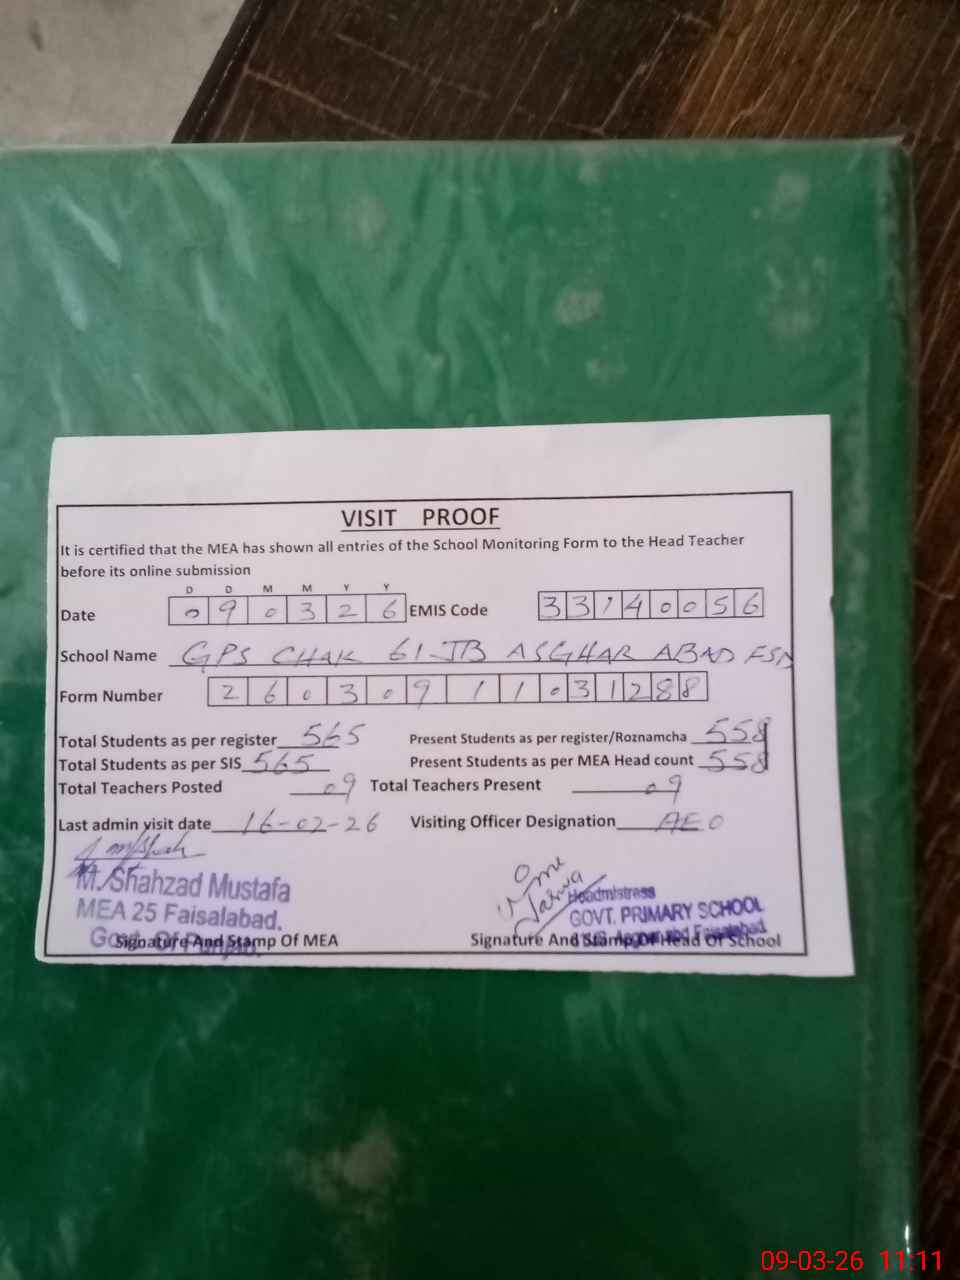 VISIT PROOF
It is certified that the MEA has shown all entries of the School Monitoring Form to the Head Teacher
before its online submission
D D M M Y Y
Date 0 9 0 3 2 6 EMIS Code 3 3 1 4 0 0 5 6
School Name GPS CHAK 61-JB ASGHAR ABAD FSD
Form Number 2 6 0 3 0 9 1 1 0 3 1 2 8 8
Total Students as per register 565 Present Students as per register/Roznamcha 558
Total Students as per SIS 565 Present Students as per MEA Head count 558
Total Teachers Posted 09 Total Teachers Present 09
Last admin visit date 16-02-26 Visiting Officer Designation AEO
M. Shahzad Mustafa
MEA 25 Faisalabad.
Govt. Of Punjab.
Signature And Stamp Of MEA
Headmistress
GOVT. PRIMARY SCHOOL
Faisalabad
Signature And Stamp Of Head Of School
09-03-26 11:11